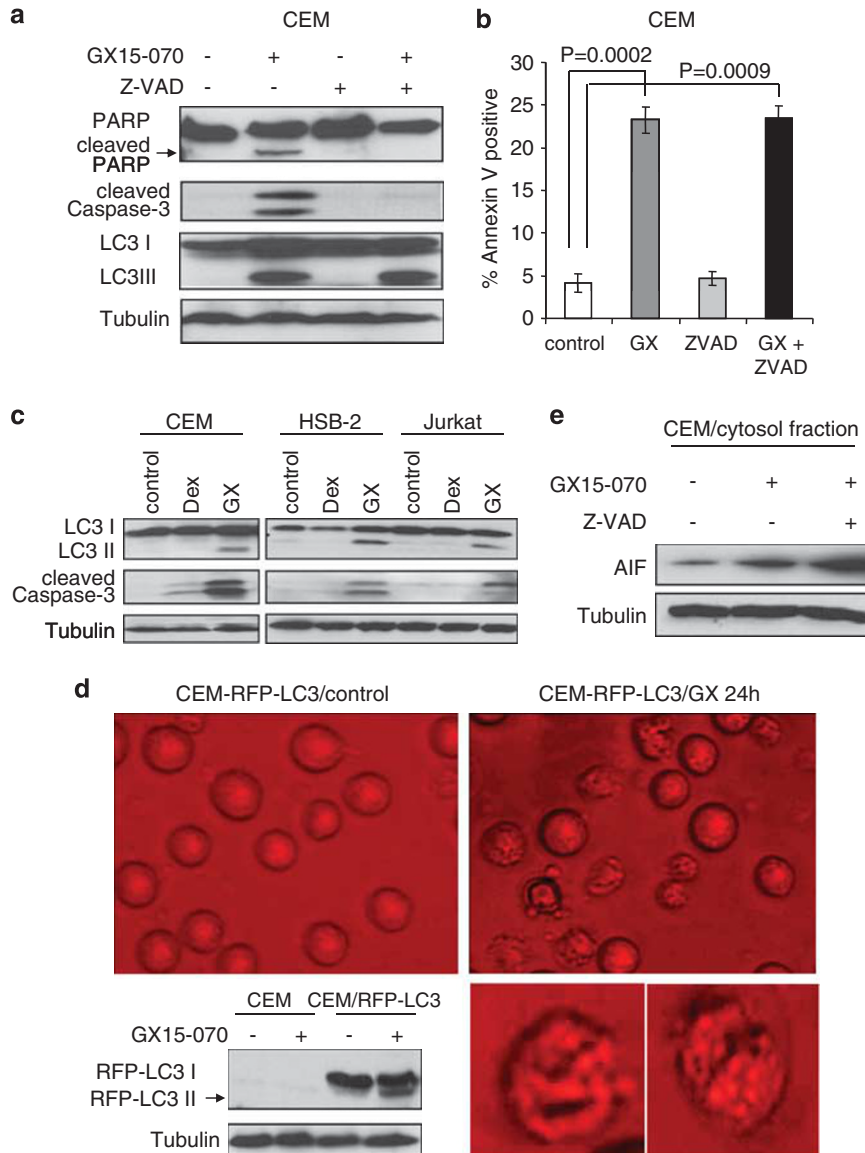 a
CEM
GX15-070 - + - +
Z-VAD - - + +
PARP
cleaved
PARP
cleaved
Caspase-3
LC3 I
LC3III
Tubulin
b
CEM
P=0.0002
P=0.0009
% Annexin V positive
30
25
20
15
10
5
0
control GX ZVAD GX +
ZVAD
c
CEM HSB-2 Jurkat
control Dex GX control Dex GX control Dex GX
LC3 I
LC3 II
cleaved
Caspase-3
Tubulin
e
CEM/cytosol fraction
GX15-070 - + +
Z-VAD - - +
AIF
Tubulin
d
CEM-RFP-LC3/control
CEM-RFP-LC3/GX 24h
CEM CEM/RFP-LC3
GX15-070 - + - +
RFP-LC3 I
RFP-LC3 II
Tubulin